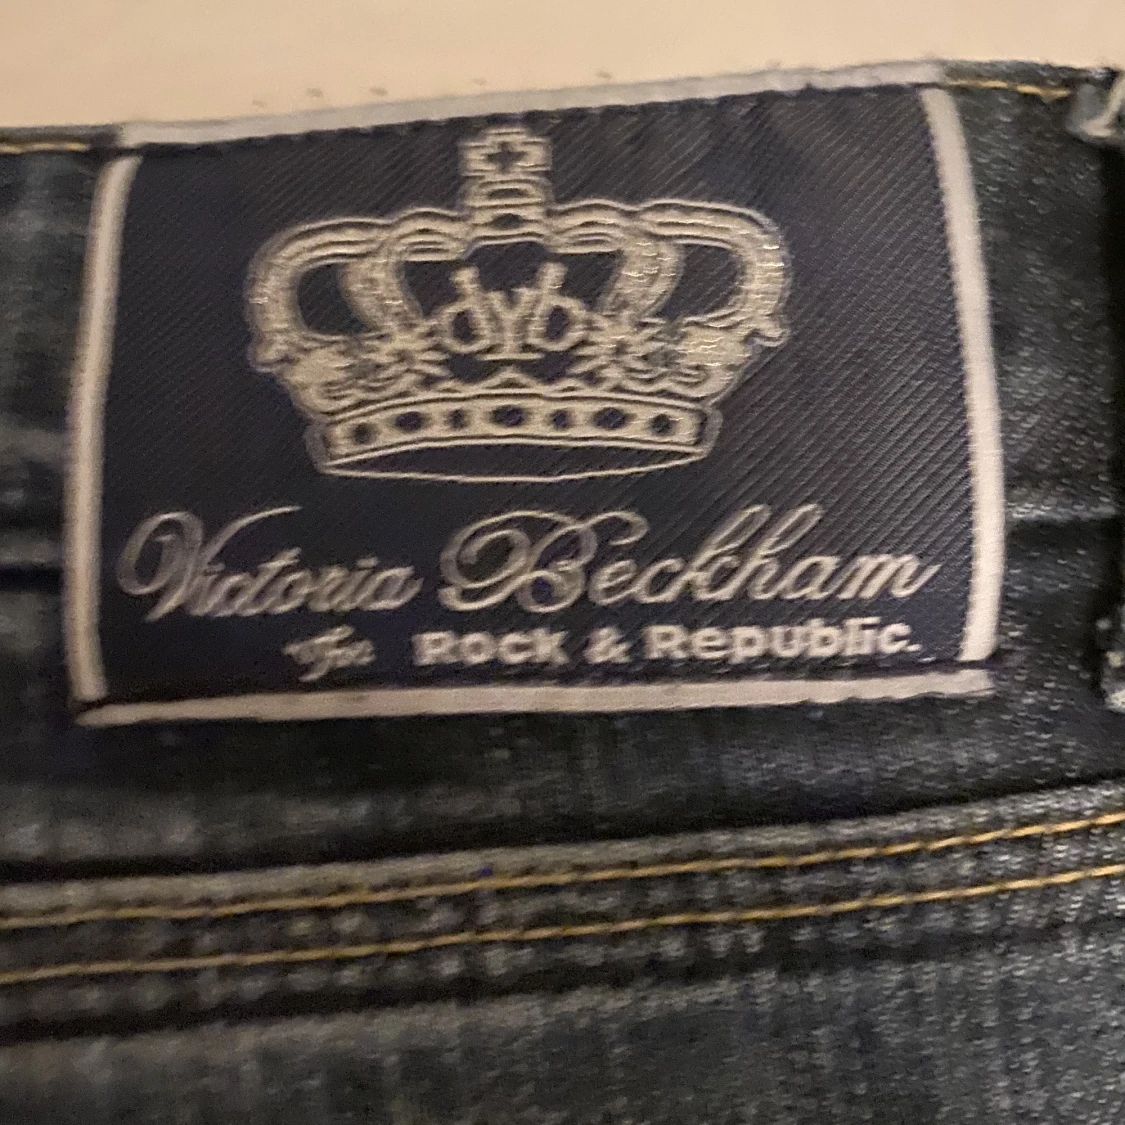 dvb
Victoria Beckham
for Rock & Republic.